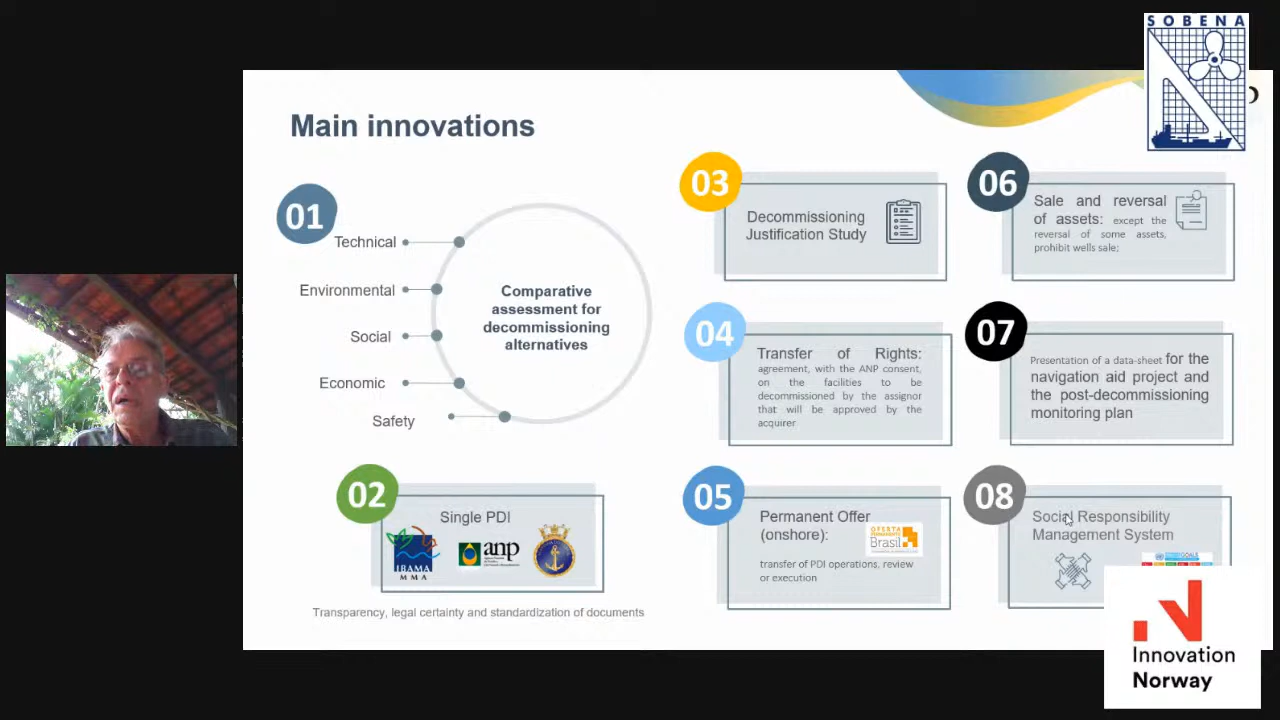 SOBENA
Main innovations
01
Technical
Environmental
Social
Economic
Safety
Comparative
assessment for
decommissioning
alternatives
02
Single PDI
IBAMA
MMA
anp
Transparency, legal certainty and standardization of documents
03
Decommissioning
Justification Study
04
Transfer of Rights:
agreement, with the ANP consent,
on the facilities to be
decommissioned by the assignor
that will be approved by the
acquirer
05
Permanent Offer
(onshore):
OFERTA
PERMANENTE
Brasil
transfer of PDI operations, review
or execution
06
Sale and reversal
of assets: except the
reversal of some assets,
prohibit wells sale;
07
Presentation of a data-sheet for the
navigation aid project and
the post-decommissioning
monitoring plan
08
Social Responsibility
Management System
Innovation
Norway